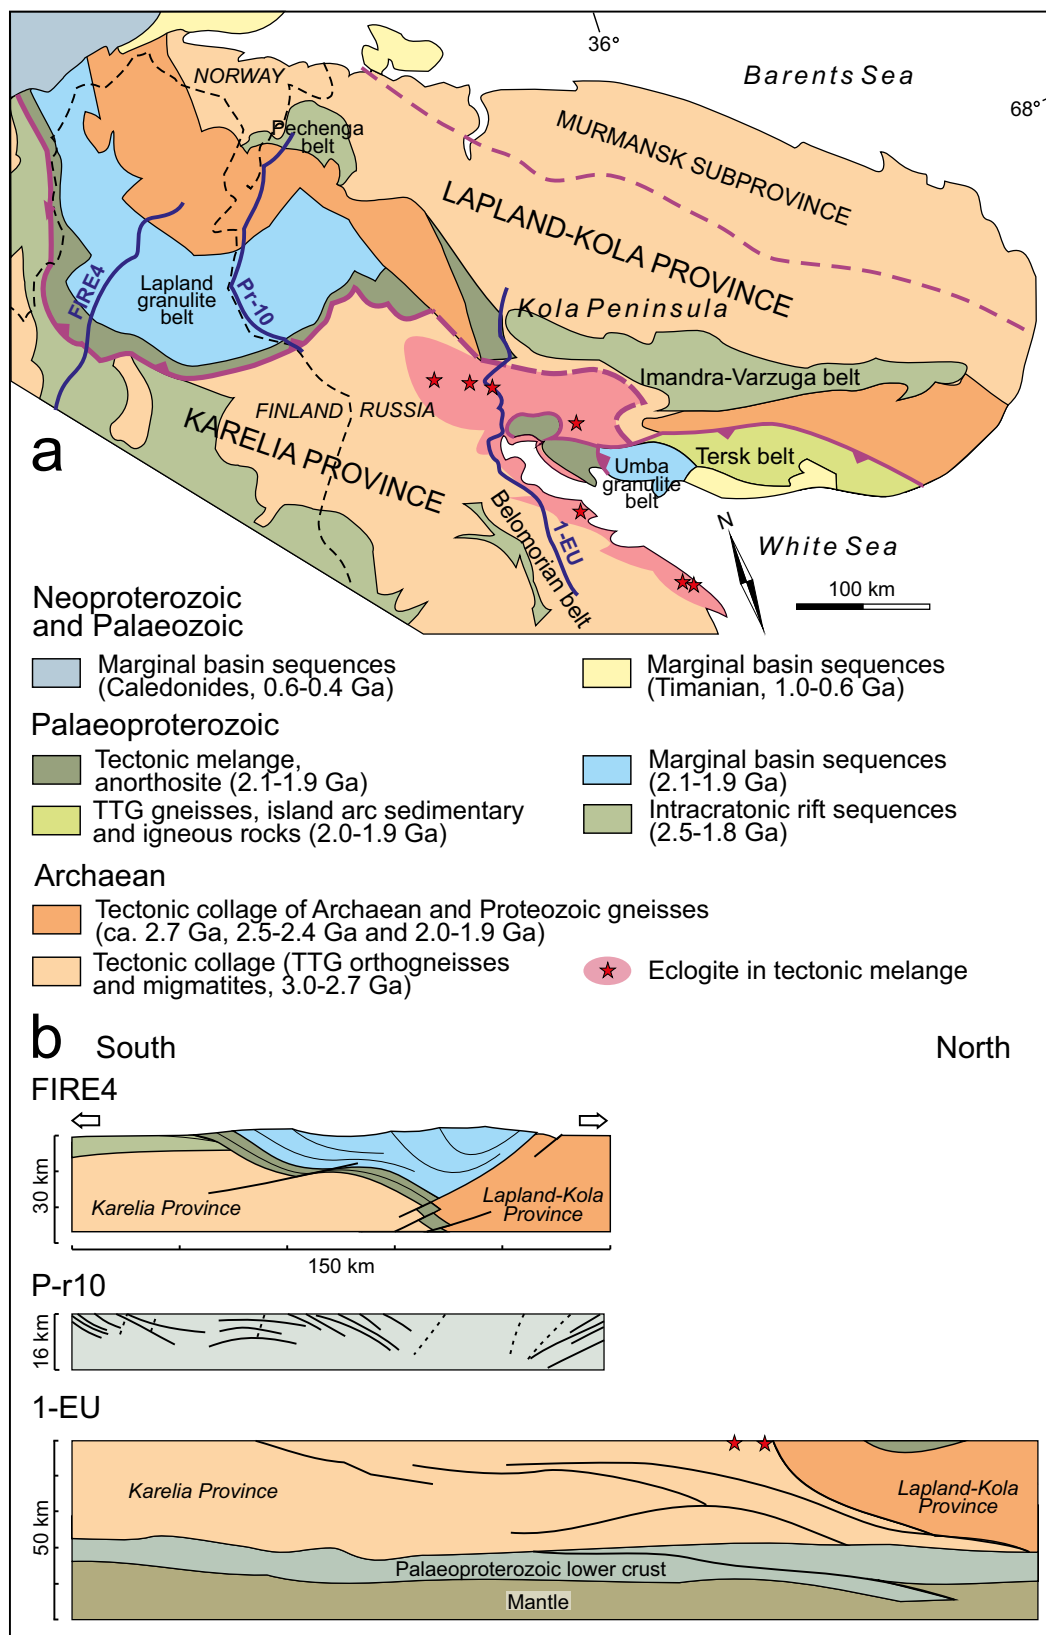 36°
Barents Sea
68°
NORWAY
Pechenga
belt
MURMANSK SUBPROVINCE
LAPLAND-KOLA PROVINCE
FIRE4
Lapland
granulite
belt
Pr-10
Kola Peninsula
Imandra-Varzuga belt
FINLAND
RUSSIA
KARELIA PROVINCE
a
Umba
granulite
belt
Tersk belt
Belomorian belt
1-EU
N
White Sea
100 km
Neoproterozoic
and Palaeozoic
Marginal basin sequences
(Caledonides, 0.6-0.4 Ga)
Marginal basin sequences
(Timanian, 1.0-0.6 Ga)
Palaeoproterozoic
Tectonic melange,
anorthosite (2.1-1.9 Ga)
Marginal basin sequences
(2.1-1.9 Ga)
TTG gneisses, island arc sedimentary
and igneous rocks (2.0-1.9 Ga)
Intracratonic rift sequences
(2.5-1.8 Ga)
Archaean
Tectonic collage of Archaean and Proteozoic gneisses
(ca. 2.7 Ga, 2.5-2.4 Ga and 2.0-1.9 Ga)
Tectonic collage (TTG orthogneisses
and migmatites, 3.0-2.7 Ga)
Eclogite in tectonic melange
b
South
North
FIRE4
30 km
Karelia Province
Lapland-Kola
Province
150 km
P-r10
16 km
1-EU
50 km
Karelia Province
Lapland-Kola
Province
Palaeoproterozoic lower crust
Mantle